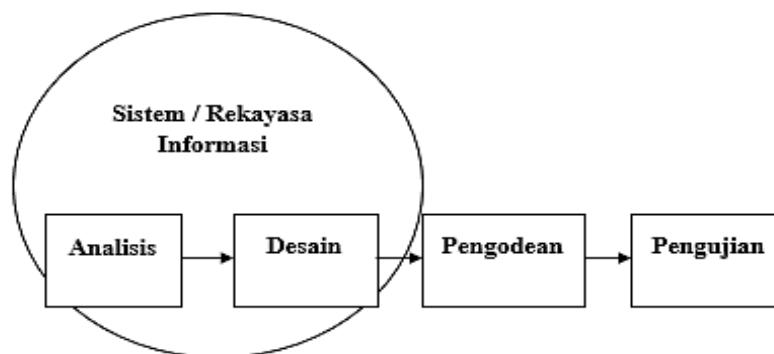 Sistem / Rekayasa
Informasi
Analisis
Desain
Pengodean
Pengujian